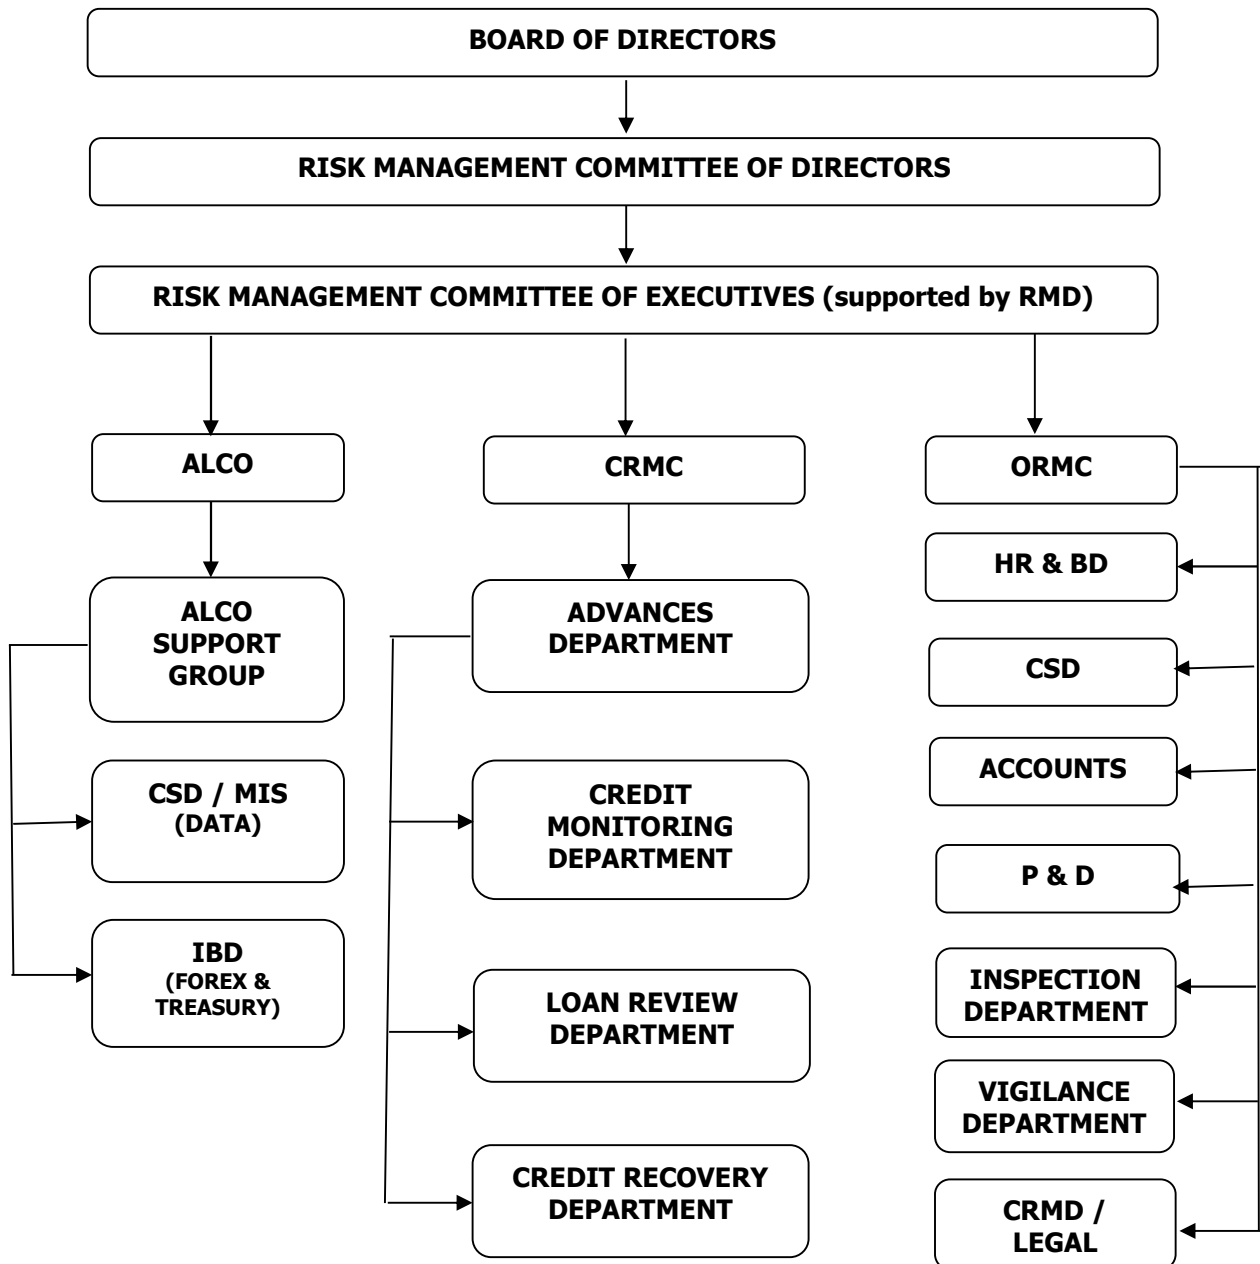 BOARD OF DIRECTORS
RISK MANAGEMENT COMMITTEE OF DIRECTORS
RISK MANAGEMENT COMMITTEE OF EXECUTIVES (supported by RMD)
ALCO
CRMC
ORMC
ALCO
SUPPORT
GROUP
CSD / MIS
(DATA)
IBD
(FOREX &
TREASURY)
ADVANCES
DEPARTMENT
CREDIT
MONITORING
DEPARTMENT
LOAN REVIEW
DEPARTMENT
CREDIT RECOVERY
DEPARTMENT
HR & BD
CSD
ACCOUNTS
P & D
INSPECTION
DEPARTMENT
VIGILANCE
DEPARTMENT
CRMD /
LEGAL